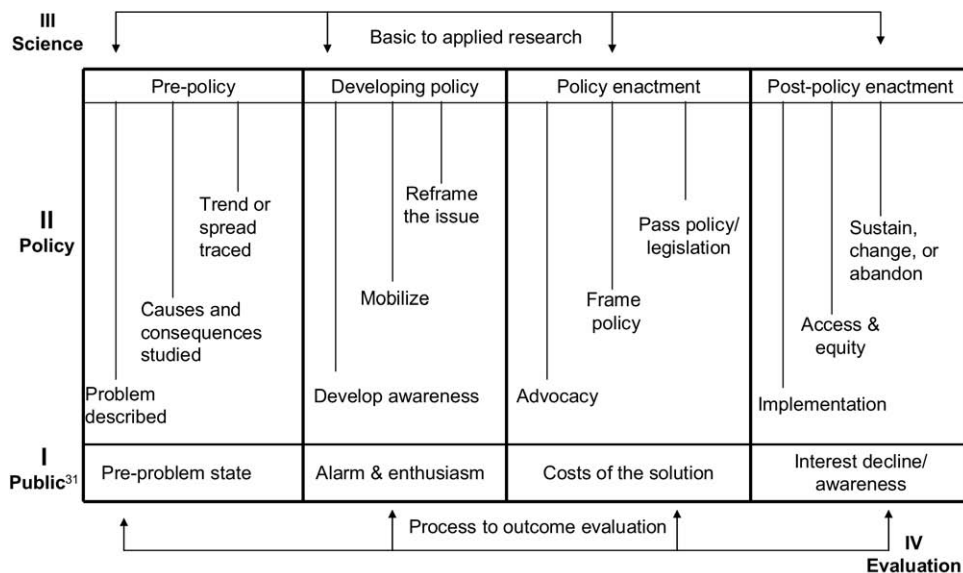 III
Science
Basic to applied research
Pre-policy
Developing policy
Policy enactment
Post-policy enactment
II
Policy
Problem
described
Causes and
consequences
studied
Trend or
spread
traced
Develop awareness
Mobilize
Reframe
the issue
Advocacy
Frame
policy
Pass policy/
legislation
Implementation
Access &
equity
Sustain,
change, or
abandon
I
Public31
Pre-problem state
Alarm & enthusiasm
Costs of the solution
Interest decline/
awareness
Process to outcome evaluation
IV
Evaluation